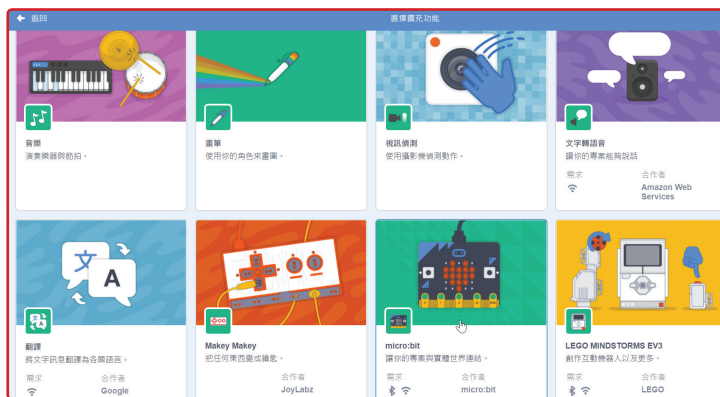 返回
選擇擴充功能
音樂
演奏樂器與節拍。
畫筆
使用你的角色來畫圖。
視訊偵測
使用攝影機偵測動作。
文字轉語音
讓你的專案能夠說話
需求
合作者
Amazon Web
Services
文
A
翻譯
將文字訊息翻譯為各國語言。
需求
合作者
Google
Makey Makey
把任何東西變成鑰匙。
合作者
JoyLabz
micro:bit
讓你的專案與實體世界連結。
需求
合作者
micro:bit
LEGO MINDSTORMS EV3
創作互動機器人以及更多。
需求
合作者
LEGO